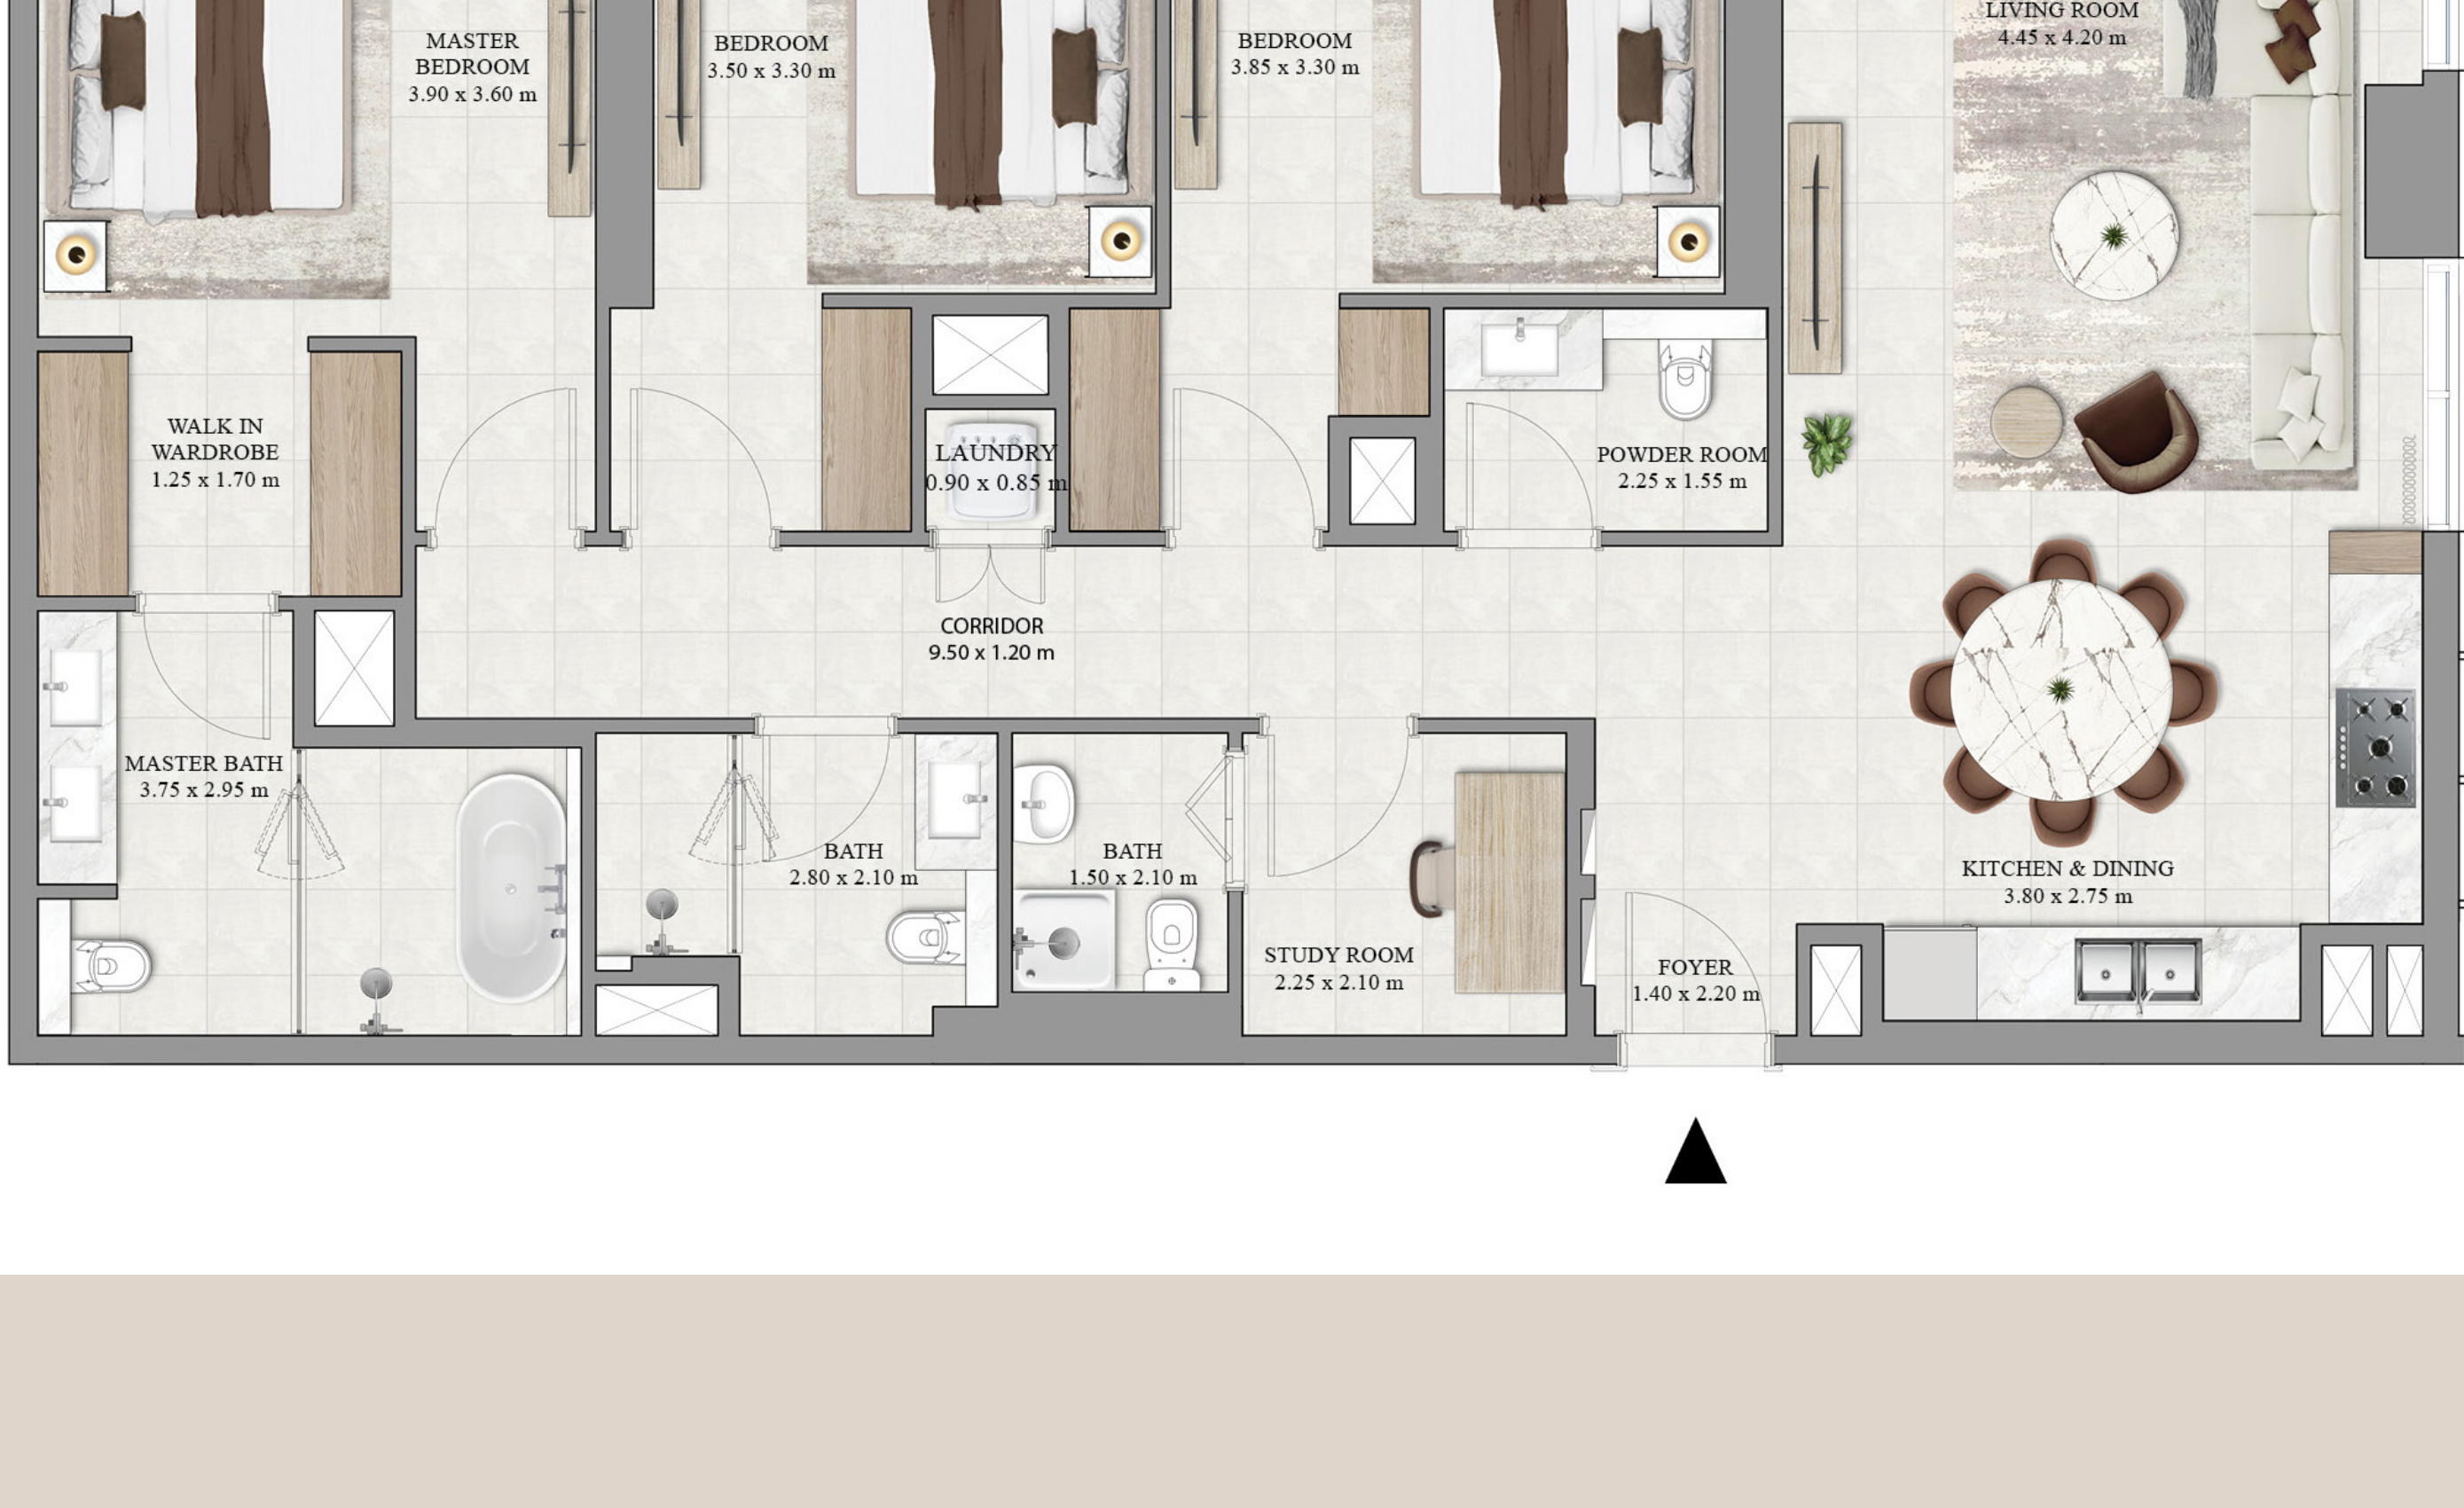 MASTER
BEDROOM
3.90 x 3.60 m
BEDROOM
3.50 x 3.30 m
BEDROOM
3.85 x 3.30 m
LIVING ROOM
4.45 x 4.20 m
WALK IN
WARDROBE
1.25 x 1.70 m
LAUNDRY
0.90 x 0.85 m
POWDER ROOM
2.25 x 1.55 m
CORRIDOR
9.50 x 1.20 m
MASTER BATH
3.75 x 2.95 m
BATH
2.80 x 2.10 m
BATH
1.50 x 2.10 m
STUDY ROOM
2.25 x 2.10 m
FOYER
1.40 x 2.20 m
KITCHEN & DINING
3.80 x 2.75 m